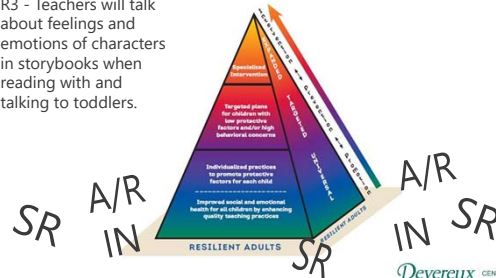 R3 - Teachers will talk
about feelings and
emotions of characters
in storybooks when
reading with and
talking to toddlers.
Specialized
Intervention
Targeted plans
for children with
low protective
factors and/or high
behavioral concerns
Individualized practices
to promote protective
factors for each child
Improved social and emotional
health for all children by enhancing
quality teaching practices
TARGETED
UNIVERSAL
RESILIENT ADULTS
RESILIENT ADULTS
SR
A/R
IN
SR
A/R
IN
SR
Devereux CEN